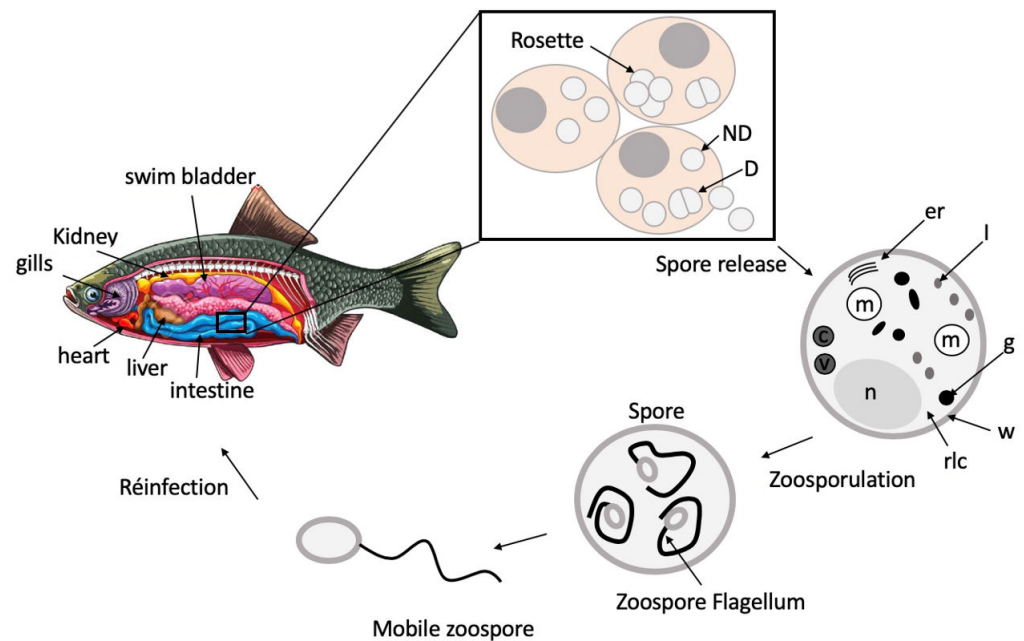 Rosette
ND
D
swim bladder
Kidney
gills
heart
liver
intestine
Spore release
er
l
m
m
c
v
n
g
w
rlc
Zoosporulation
Spore
Zoospore Flagellum
Mobile zoospore
Réinfection